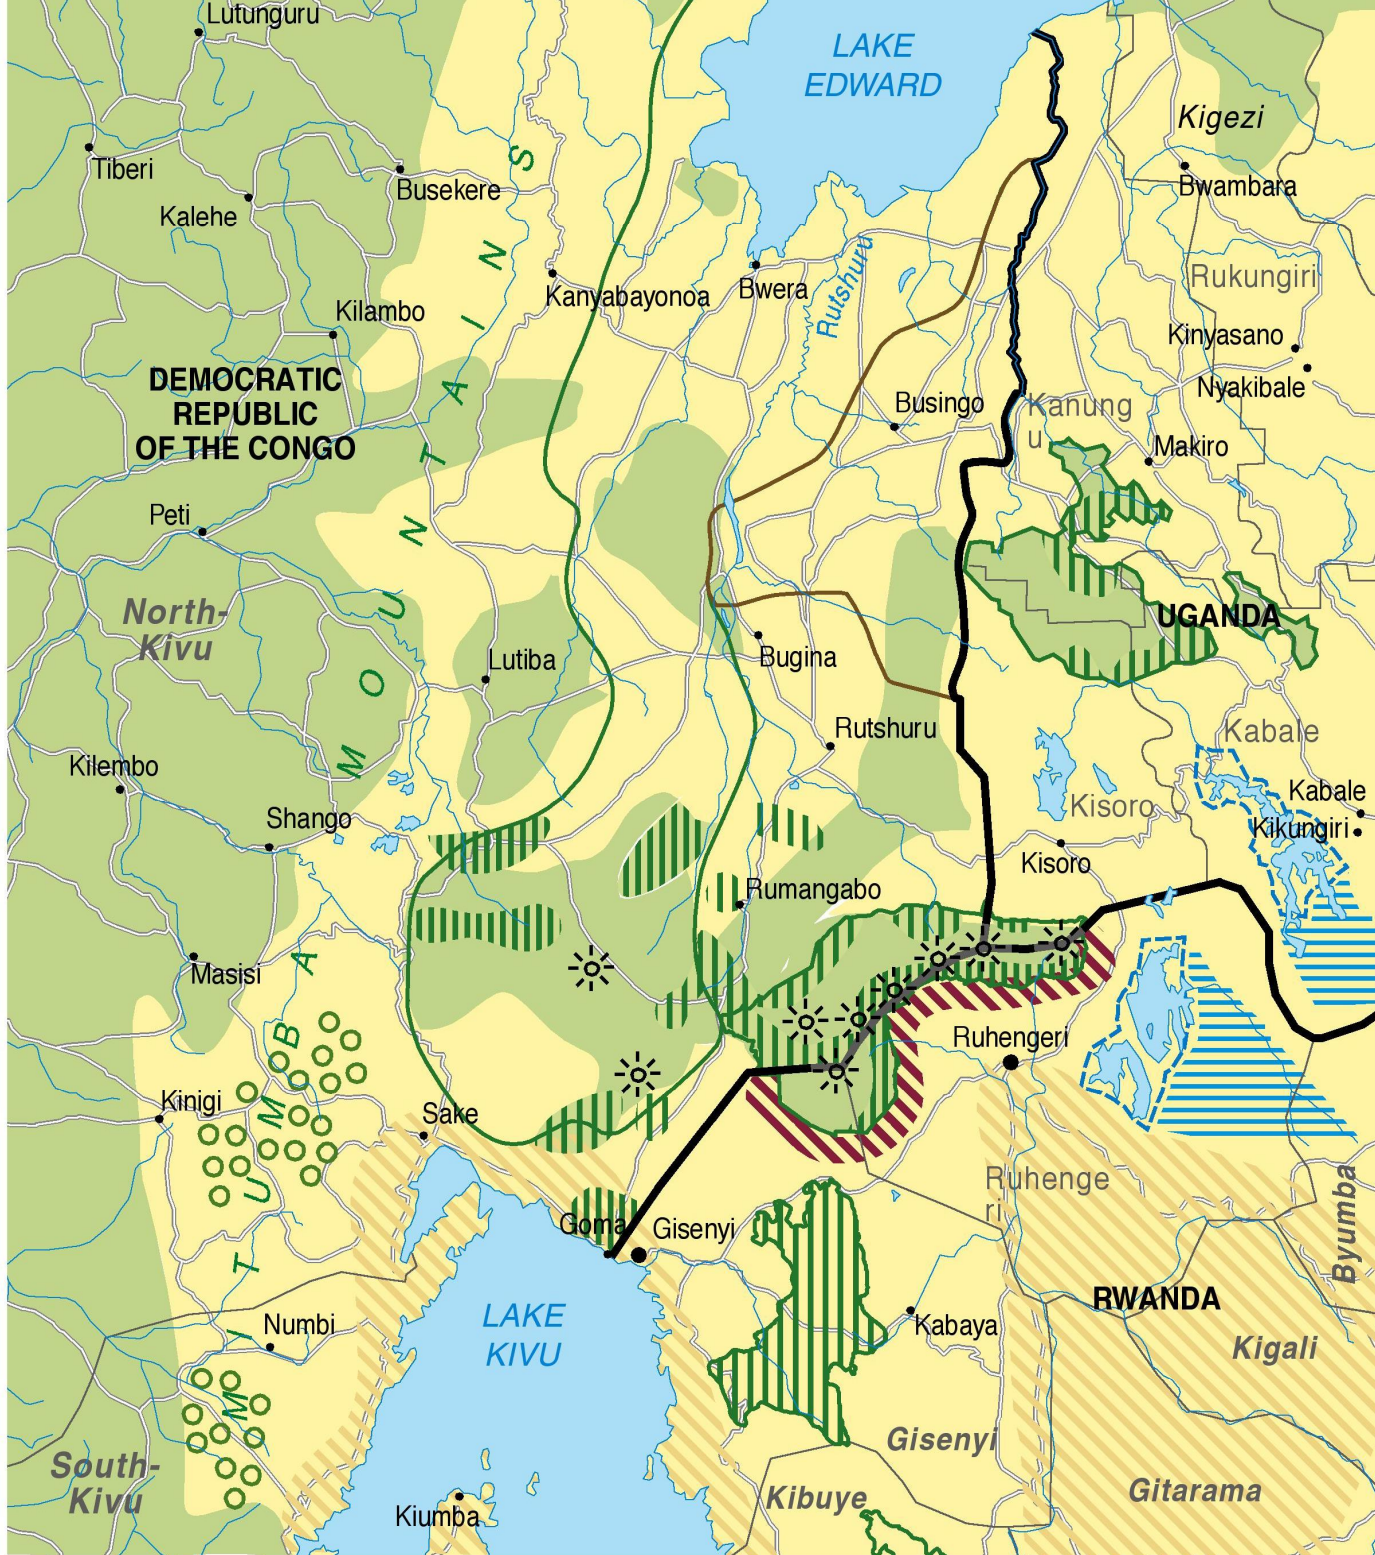 Lutunguru
LAKE
EDWARD
Kigezi
Tiberi
Busekere
Bwambara
Kalehe
Rutshuru
Rukungiri
Kanyabayonoa
Bwera
Kilambo
Kinyasano
Nyakibale
DEMOCRATIC
REPUBLIC
OF THE CONGO
Busingo
Kanung
u
Makiro
Peti
North-
Kivu
UGANDA
Lutiba
Bugina
Rutshuru
Kabale
Kilembo
Kabale
Kisoro
Shango
Kikungiri
Kisoro
Rumangabo
Masisi
MITUMBA MOUNTAINS
Ruhengeri
Kinigi
Sake
Ruhenge
ri
Byumba
Goma
Gisenyi
LAKE
KIVU
RWANDA
Numbi
Kabaya
Kigali
Gisenyi
South-
Kivu
Kibuye
Gitarama
Kiumba